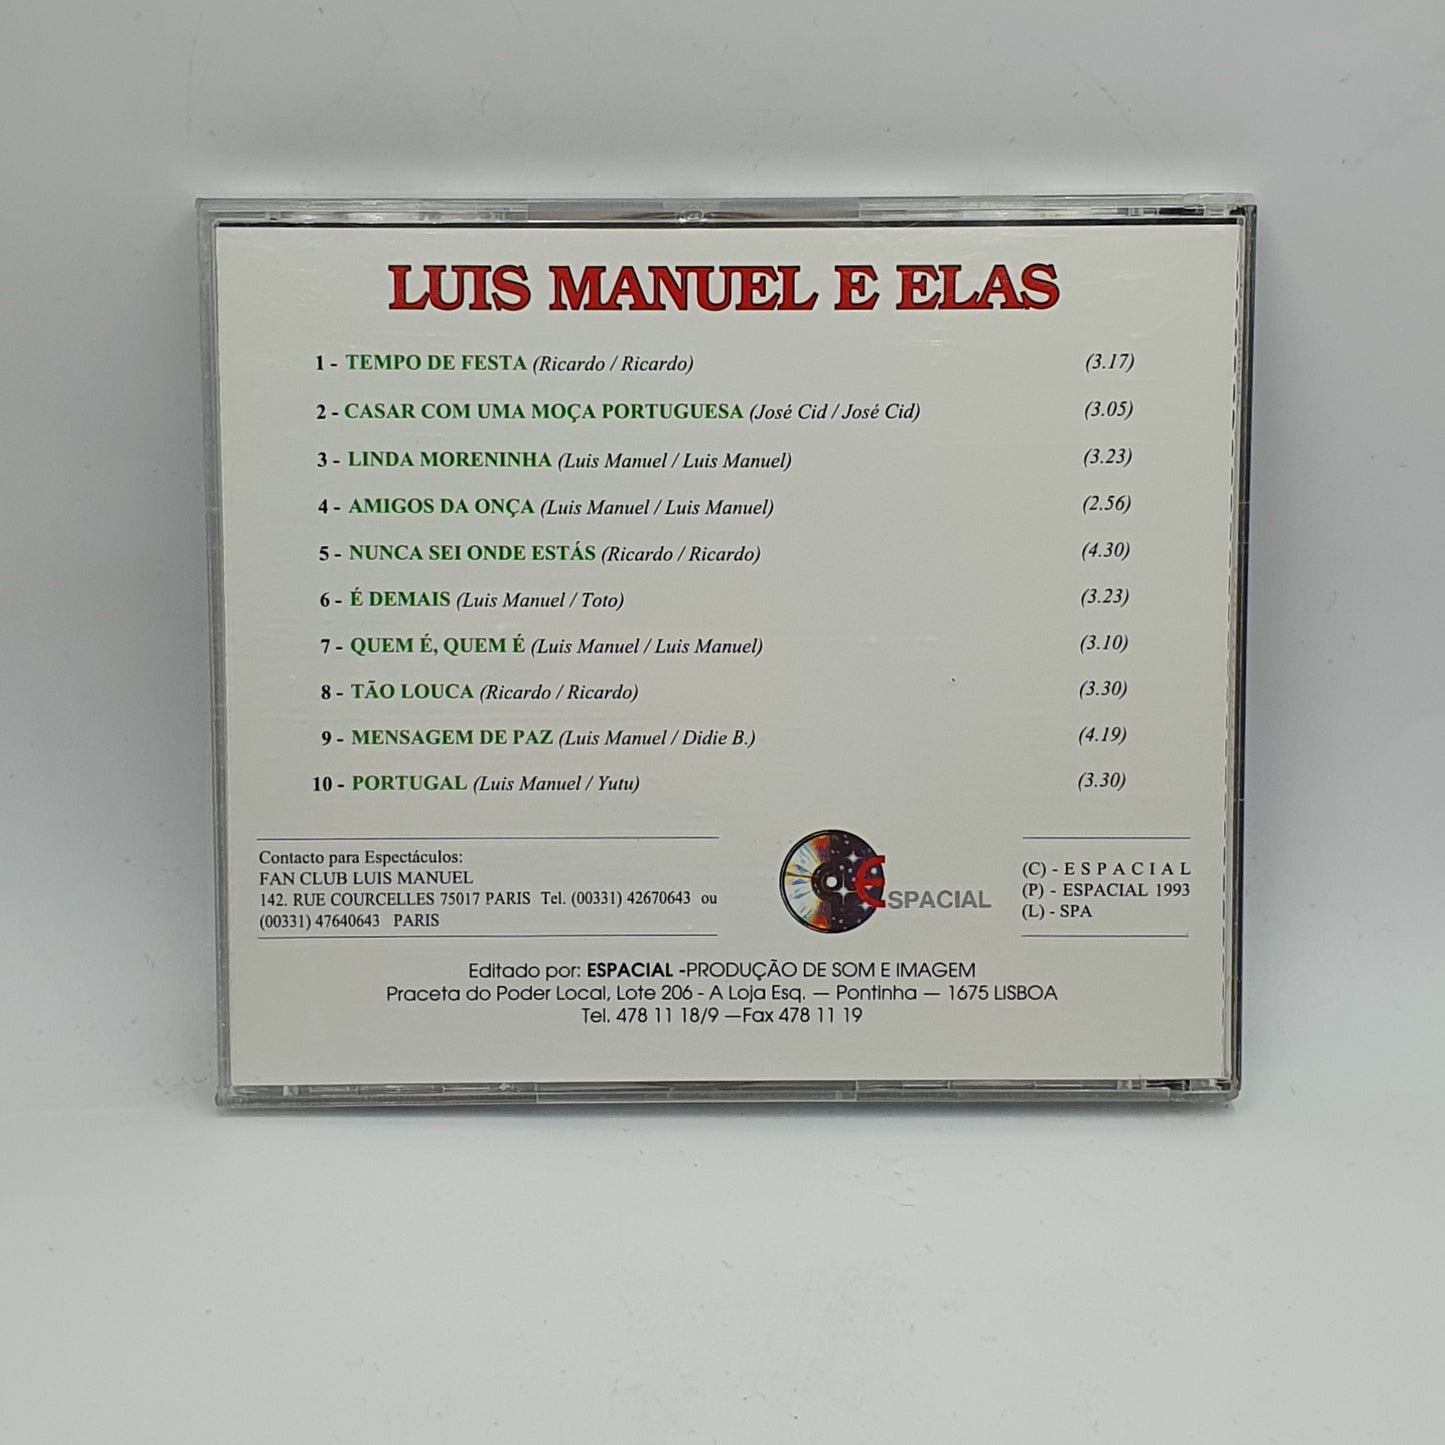 LUIS MANUEL E ELAS
1 - TEMPO DE FESTA (Ricardo / Ricardo) (3.17)
2 - CASAR COM UMA MOÇA PORTUGUESA (José Cid / José Cid) (3.05)
3 - LINDA MORENINHA (Luis Manuel / Luis Manuel) (3.23)
4 - AMIGOS DA ONÇA (Luis Manuel / Luis Manuel) (2.56)
5 - NUNCA SEI ONDE ESTÁS (Ricardo / Ricardo) (4.30)
6 - É DEMAIS (Luis Manuel / Toto) (3.23)
7 - QUEM É, QUEM É (Luis Manuel / Luis Manuel) (3.10)
8 - TÃO LOUCA (Ricardo / Ricardo) (3.30)
9 - MENSAGEM DE PAZ (Luis Manuel / Didie B.) (4.19)
10 - PORTUGAL (Luis Manuel / Yutu) (3.30)
Contacto para Espectáculos:
FAN CLUB LUIS MANUEL
142. RUE COURCELLES 75017 PARIS Tel. (00331) 42670643 ou
(00331) 47640643 PARIS
ESPACIAL
(C) - E S P A C I A L
(P) - ESPACIAL 1993
(L) - SPA
Editado por: ESPACIAL -PRODUÇÃO DE SOM E IMAGEM
Praceta do Poder Local, Lote 206 - A Loja Esq. — Pontinha — 1675 LISBOA
Tel. 478 11 18/9 —Fax 478 11 19